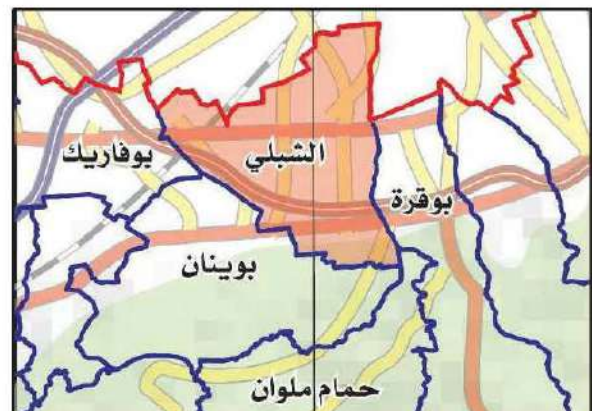 الشبلي
بوفاريك
بوقرة
بوينان
حمام ملوان